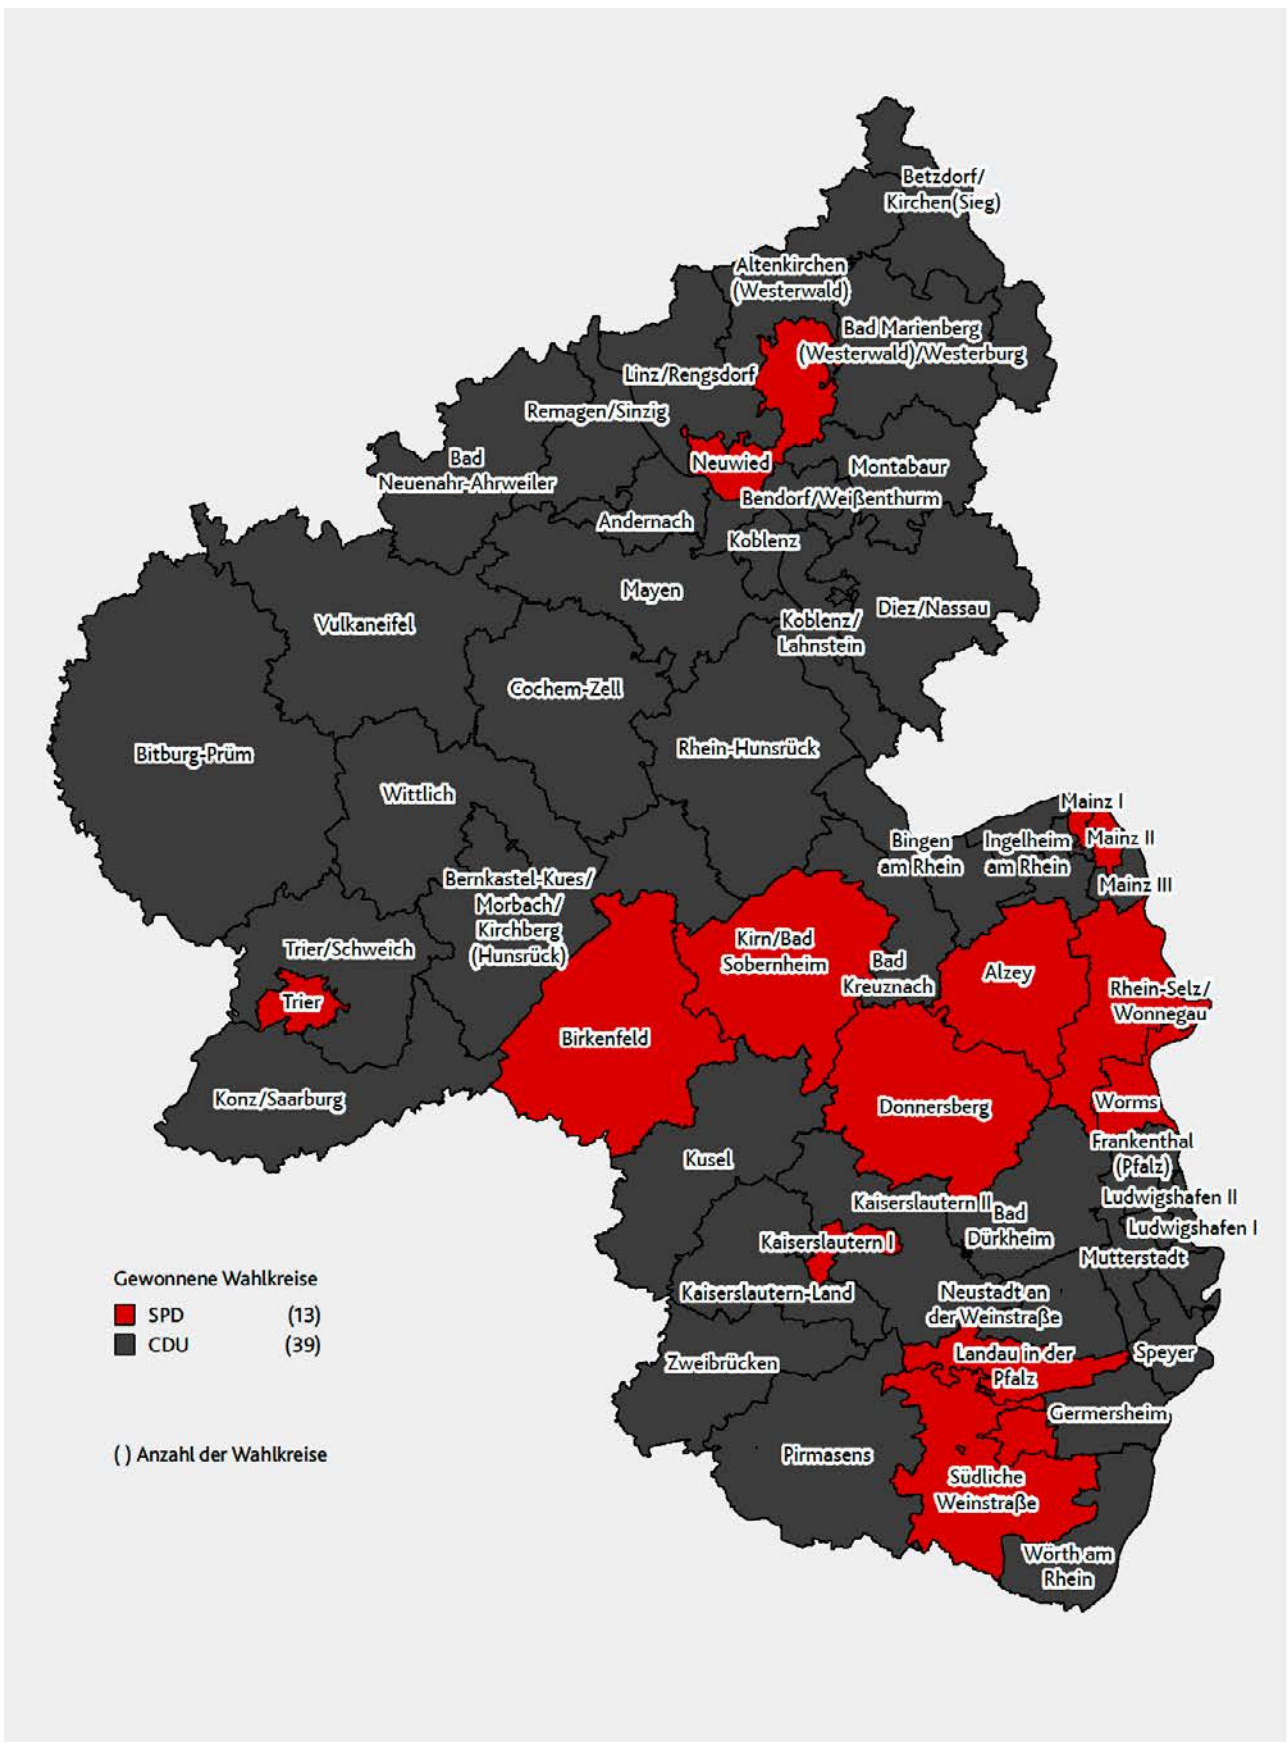 Betzdorf/
Kirchen(Sieg)
Altenkirchen
(Westerwald)
Bad Marienberg
(Westerwald)/Westerburg
Linz/Rengsdorf
Remagen/Sinzig
Bad
Neuenahr-Ahrweiler
Neuwied
Montabaur
Bendorf/Weißenthurm
Andernach
Koblenz
Mayen
Diez/Nassau
Koblenz/
Lahnstein
Vulkaneifel
Cochem-Zell
Rhein-Hunsrück
Bitburg-Prüm
Wittlich
Mainz I
Mainz II
Mainz III
Bingen
am Rhein
Ingelheim
am Rhein
Bernkastel-Kues/
Morbach/
Kirchberg
(Hunsrück)
Trier/Schweich
Kirn/Bad
Sobernheim
Bad
Kreuznach
Alzey
Rhein-Selz/
Wonnegau
Trier
Birkenfeld
Konz/Saarburg
Donnersberg
Worms
Frankenthal
(Pfalz)
Kusel
Ludwigshafen II
Kaiserslautern II
Bad
Dürkheim
Ludwigshafen I
Kaiserslautern I
Mutterstadt
Kaiserslautern-Land
Neustadt an
der Weinstraße
Landau in der
Pfalz
Speyer
Zweibrücken
Germersheim
Pirmasens
Südliche
Weinstraße
Wörth am
Rhein
Gewonnene Wahlkreise
SPD (13)
CDU (39)
( ) Anzahl der Wahlkreise